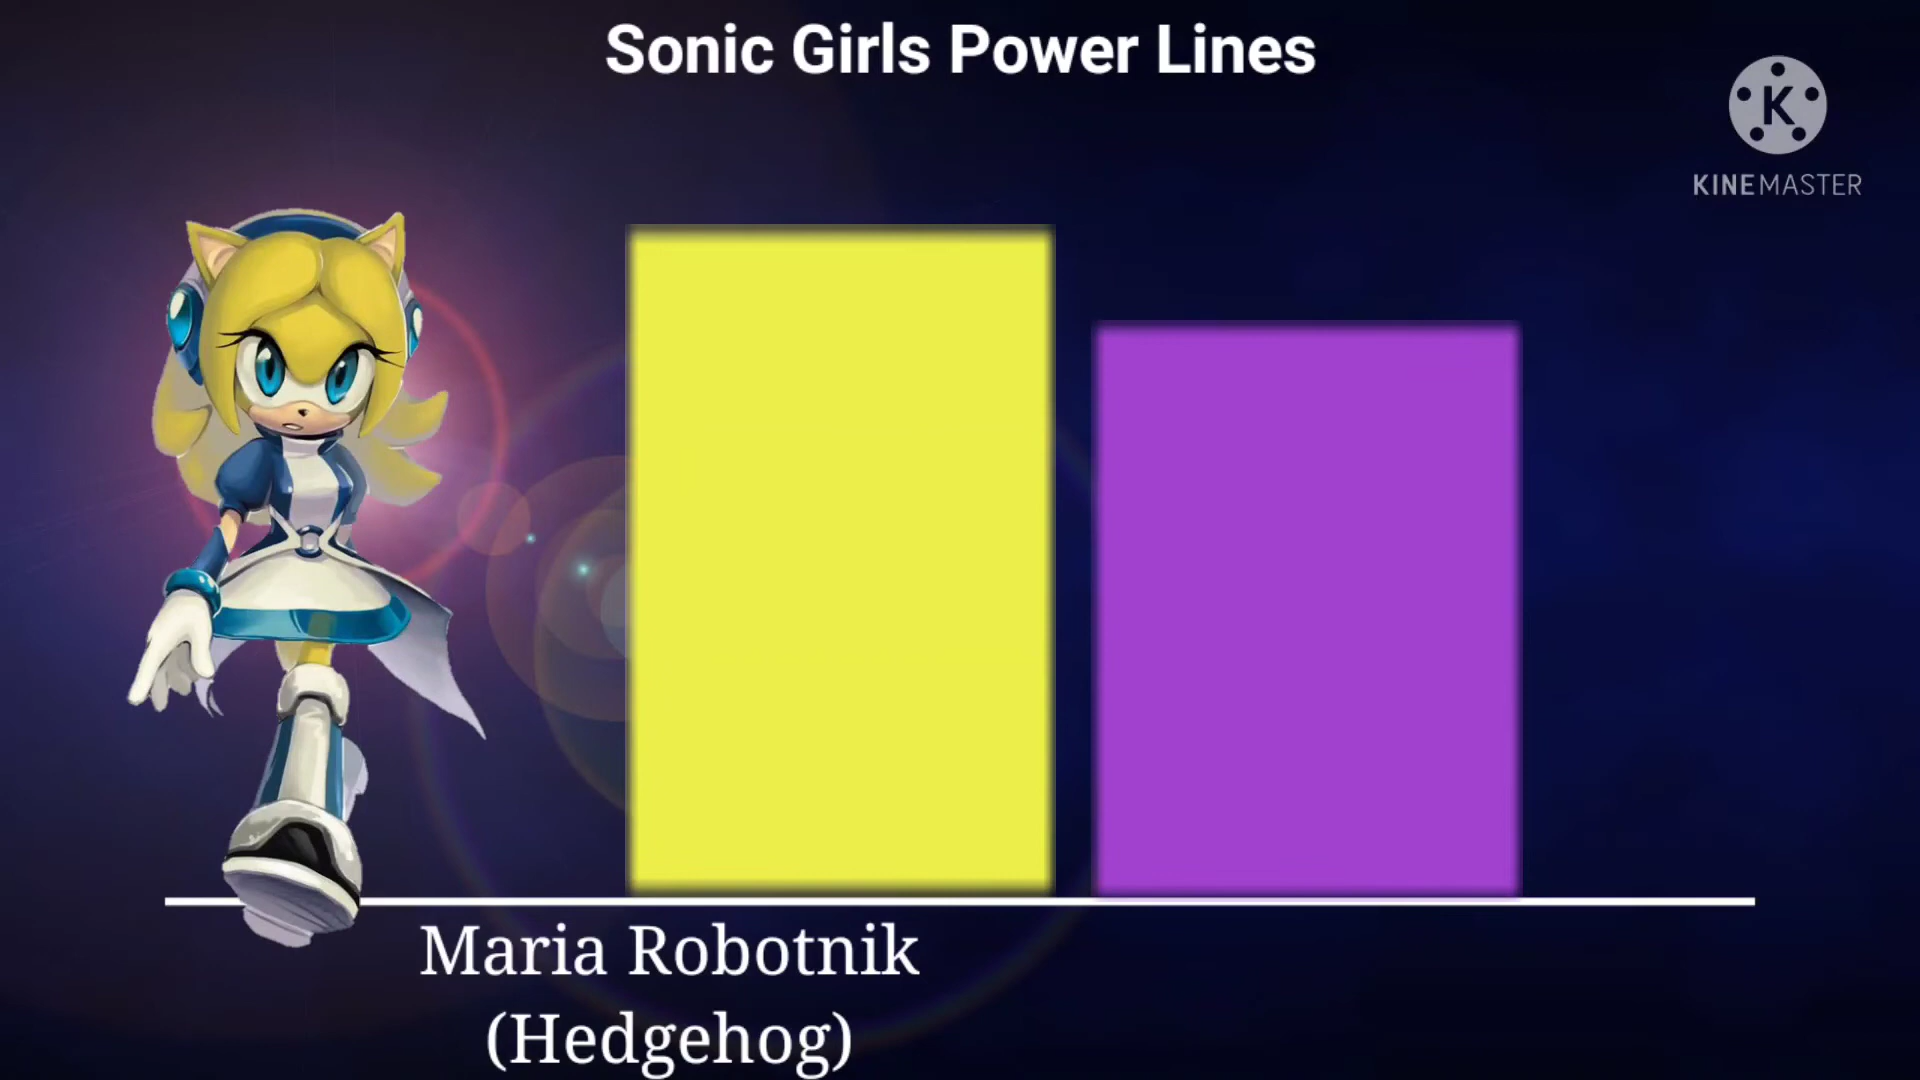 Sonic Girls Power Lines
K
KINEMASTER
Maria Robotnik
(Hedgehog)